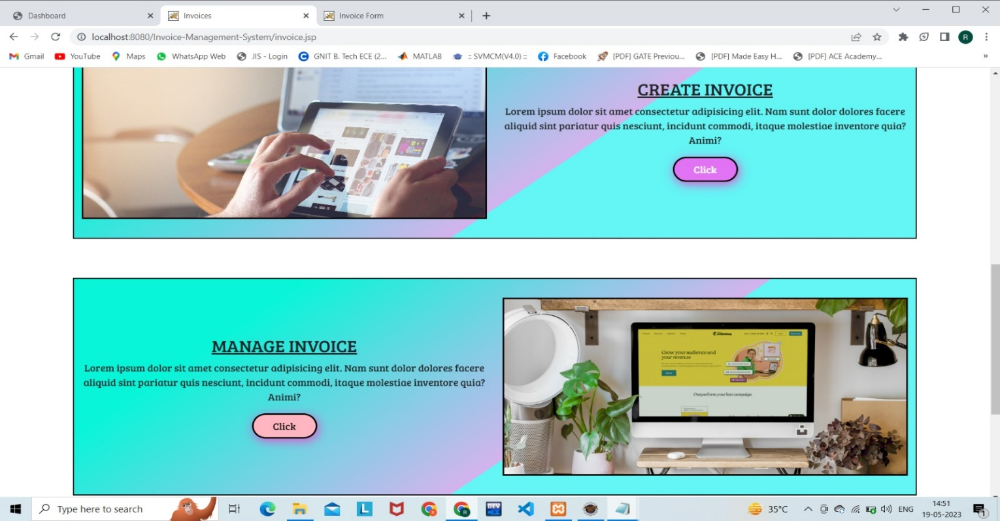 Dashboard
Invoices
Invoice Form
localhost:8080/Invoice-Management-System/invoice.jsp
R
Gmail
YouTube
Maps
WhatsApp Web
JIS - Login
GNIT B. Tech ECE (2...
MATLAB
:: SVMCM(V4.0) ::
Facebook
[PDF] GATE Previou...
[PDF] Made Easy H...
[PDF] ACE Academy...
»
CREATE INVOICE
Lorem ipsum dolor sit amet consectetur adipisicing elit. Nam sunt dolor dolores facere
aliquid sint pariatur quis nesciunt, incidunt commodi, itaque molestiae inventore quia?
Animi?
Click
MANAGE INVOICE
Lorem ipsum dolor sit amet consectetur adipisicing elit. Nam sunt dolor dolores facere
aliquid sint pariatur quis nesciunt, incidunt commodi, itaque molestiae inventore quia?
Animi?
Click
Grow your audience and
your revenue
Outperform your last campaign
Type here to search
L
DEV
35°C
ENG
14:51
19-05-2023
1